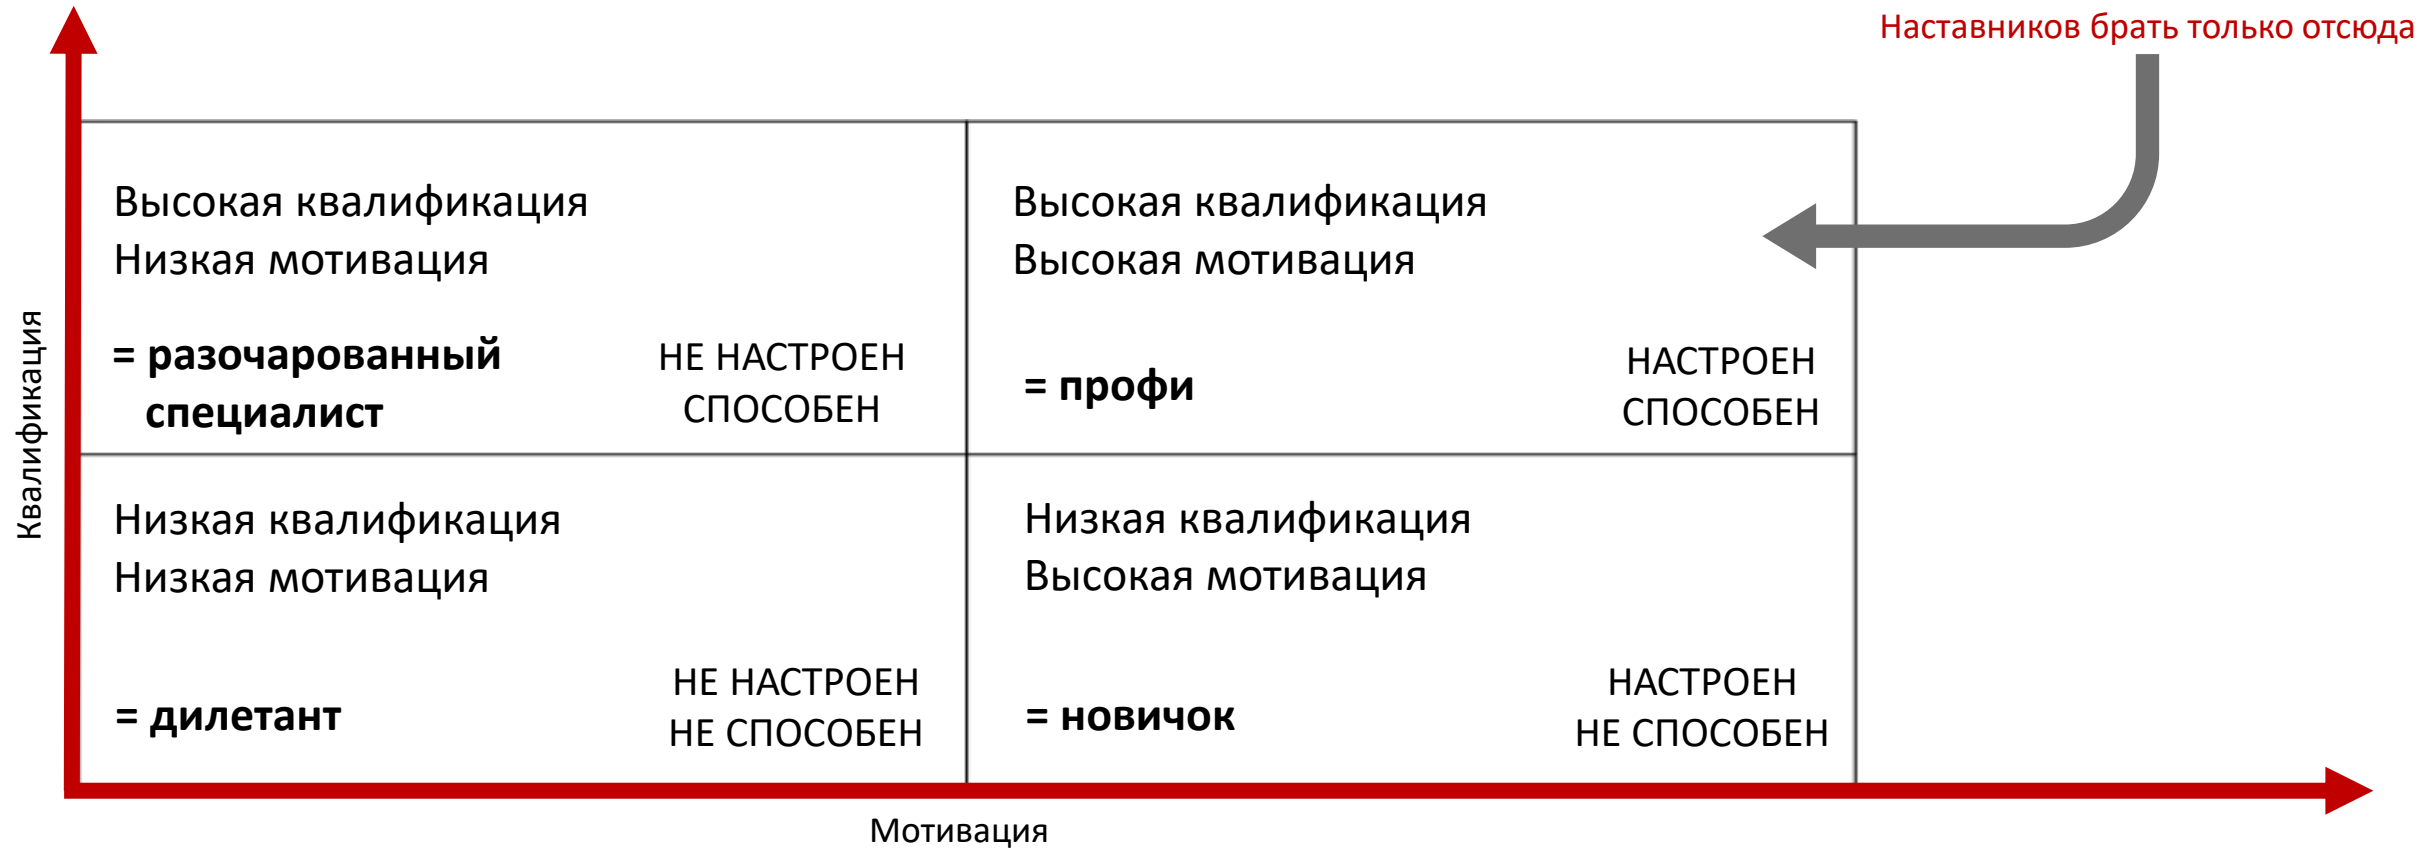 Наставников брать только отсюда
Квалификация
Высокая квалификация
Низкая мотивация
= разочарованный
специалист
НЕ НАСТРОЕН
СПОСОБЕН
Высокая квалификация
Высокая мотивация
= профи
НАСТРОЕН
СПОСОБЕН
Низкая квалификация
Низкая мотивация
= дилетант
НЕ НАСТРОЕН
НЕ СПОСОБЕН
Низкая квалификация
Высокая мотивация
= новичок
НАСТРОЕН
НЕ СПОСОБЕН
Мотивация